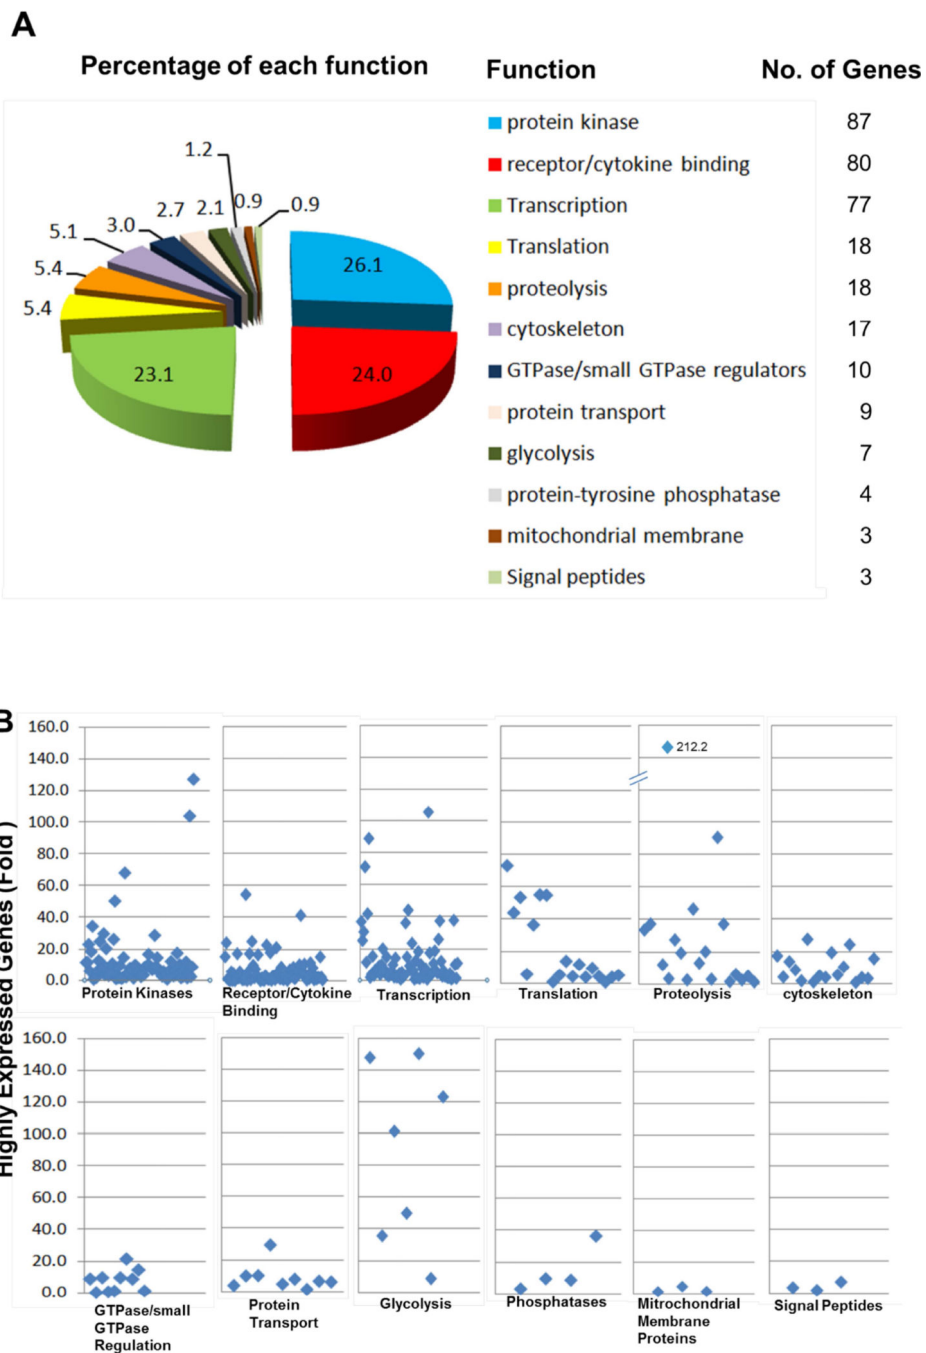 A
Percentage of each function Function No. of Genes
protein kinase 87
receptor/cytokine binding 80
Transcription 77
Translation 18
proteolysis 18
cytoskeleton 17
GTPase/small GTPase regulators 10
protein transport 9
glycolysis 7
protein-tyrosine phosphatase 4
mitochondrial membrane 3
Signal peptides 3
1.2
2.7 2.1 0.9 0.9
3.0
5.1
5.4
5.4
26.1
23.1 24.0
B
Highly Expressed Genes (Fold )
160.0
140.0
120.0
100.0
80.0
60.0
40.0
20.0
0.0
212.2
Protein Kinases
Receptor/Cytokine
Binding
Transcription
Translation
Proteolysis
cytoskeleton
160.0
140.0
120.0
100.0
80.0
60.0
40.0
20.0
0.0
GTPase/small
GTPase
Regulation
Protein
Transport
Glycolysis
Phosphatases
Mitrochondrial
Membrane
Proteins
Signal Peptides